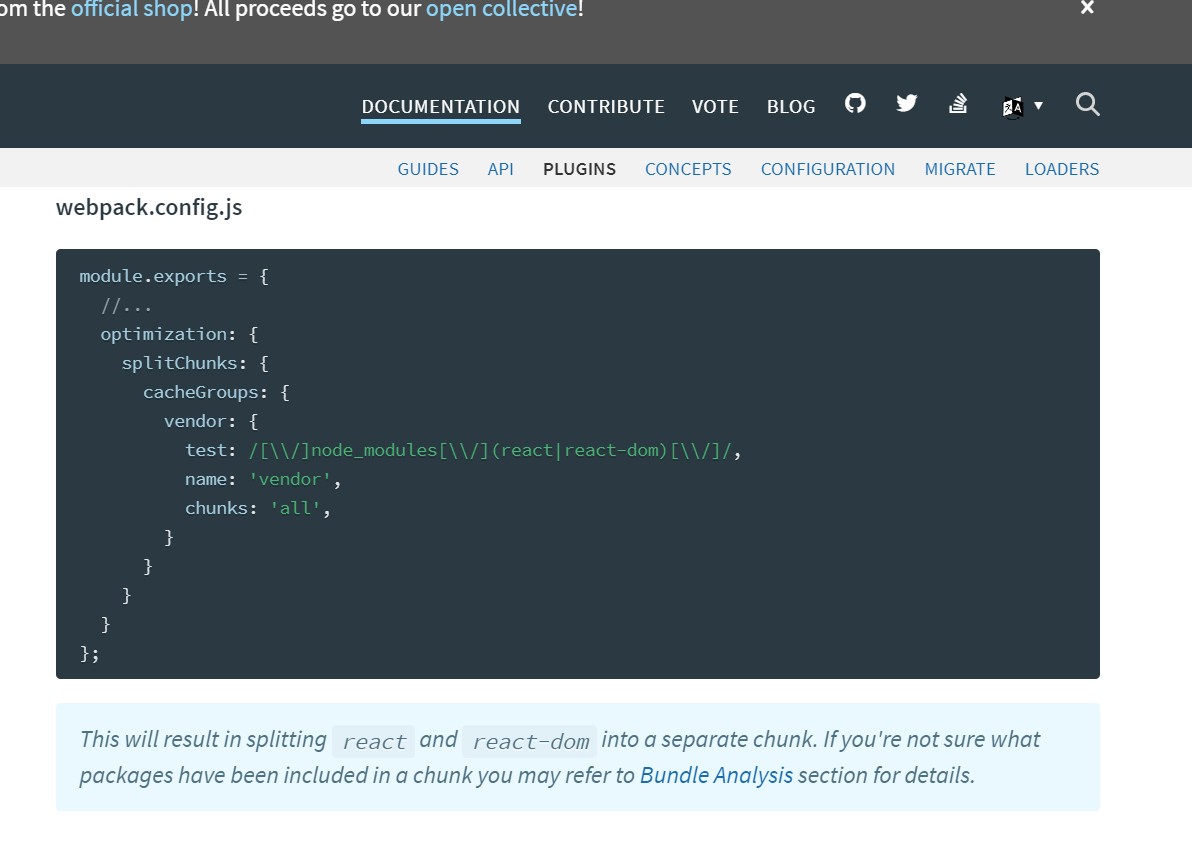 om the official shop! All proceeds go to our open collective!
DOCUMENTATION CONTRIBUTE VOTE BLOG
GUIDES API PLUGINS CONCEPTS CONFIGURATION MIGRATE LOADERS
webpack.config.js
module.exports = {
  //...
  optimization: {
    splitChunks: {
      cacheGroups: {
        vendor: {
          test: /[\\/]node_modules[\\/](react|react-dom)[\\/]/,
          name: 'vendor',
          chunks: 'all',
        }
      }
    }
  }
};
This will result in splitting react and react-dom into a separate chunk. If you're not sure what
packages have been included in a chunk you may refer to Bundle Analysis section for details.